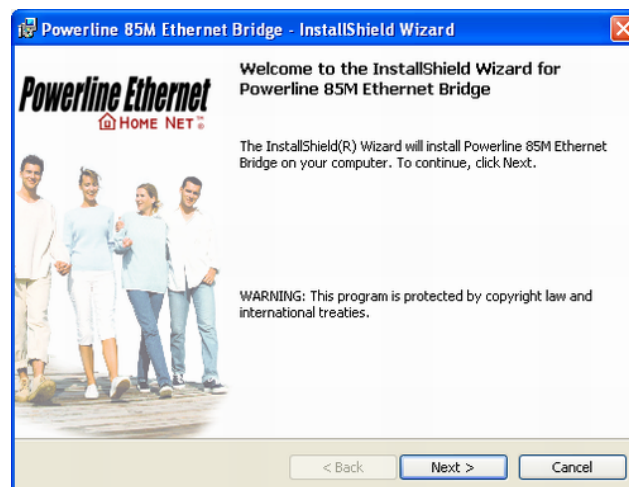 Powerline 85M Ethernet Bridge - InstallShield Wizard
Powerline Ethernet
HOME NET
Welcome to the InstallShield Wizard for
Powerline 85M Ethernet Bridge
The InstallShield(R) Wizard will install Powerline 85M Ethernet
Bridge on your computer. To continue, click Next.
WARNING: This program is protected by copyright law and
international treaties.
< Back
Next >
Cancel